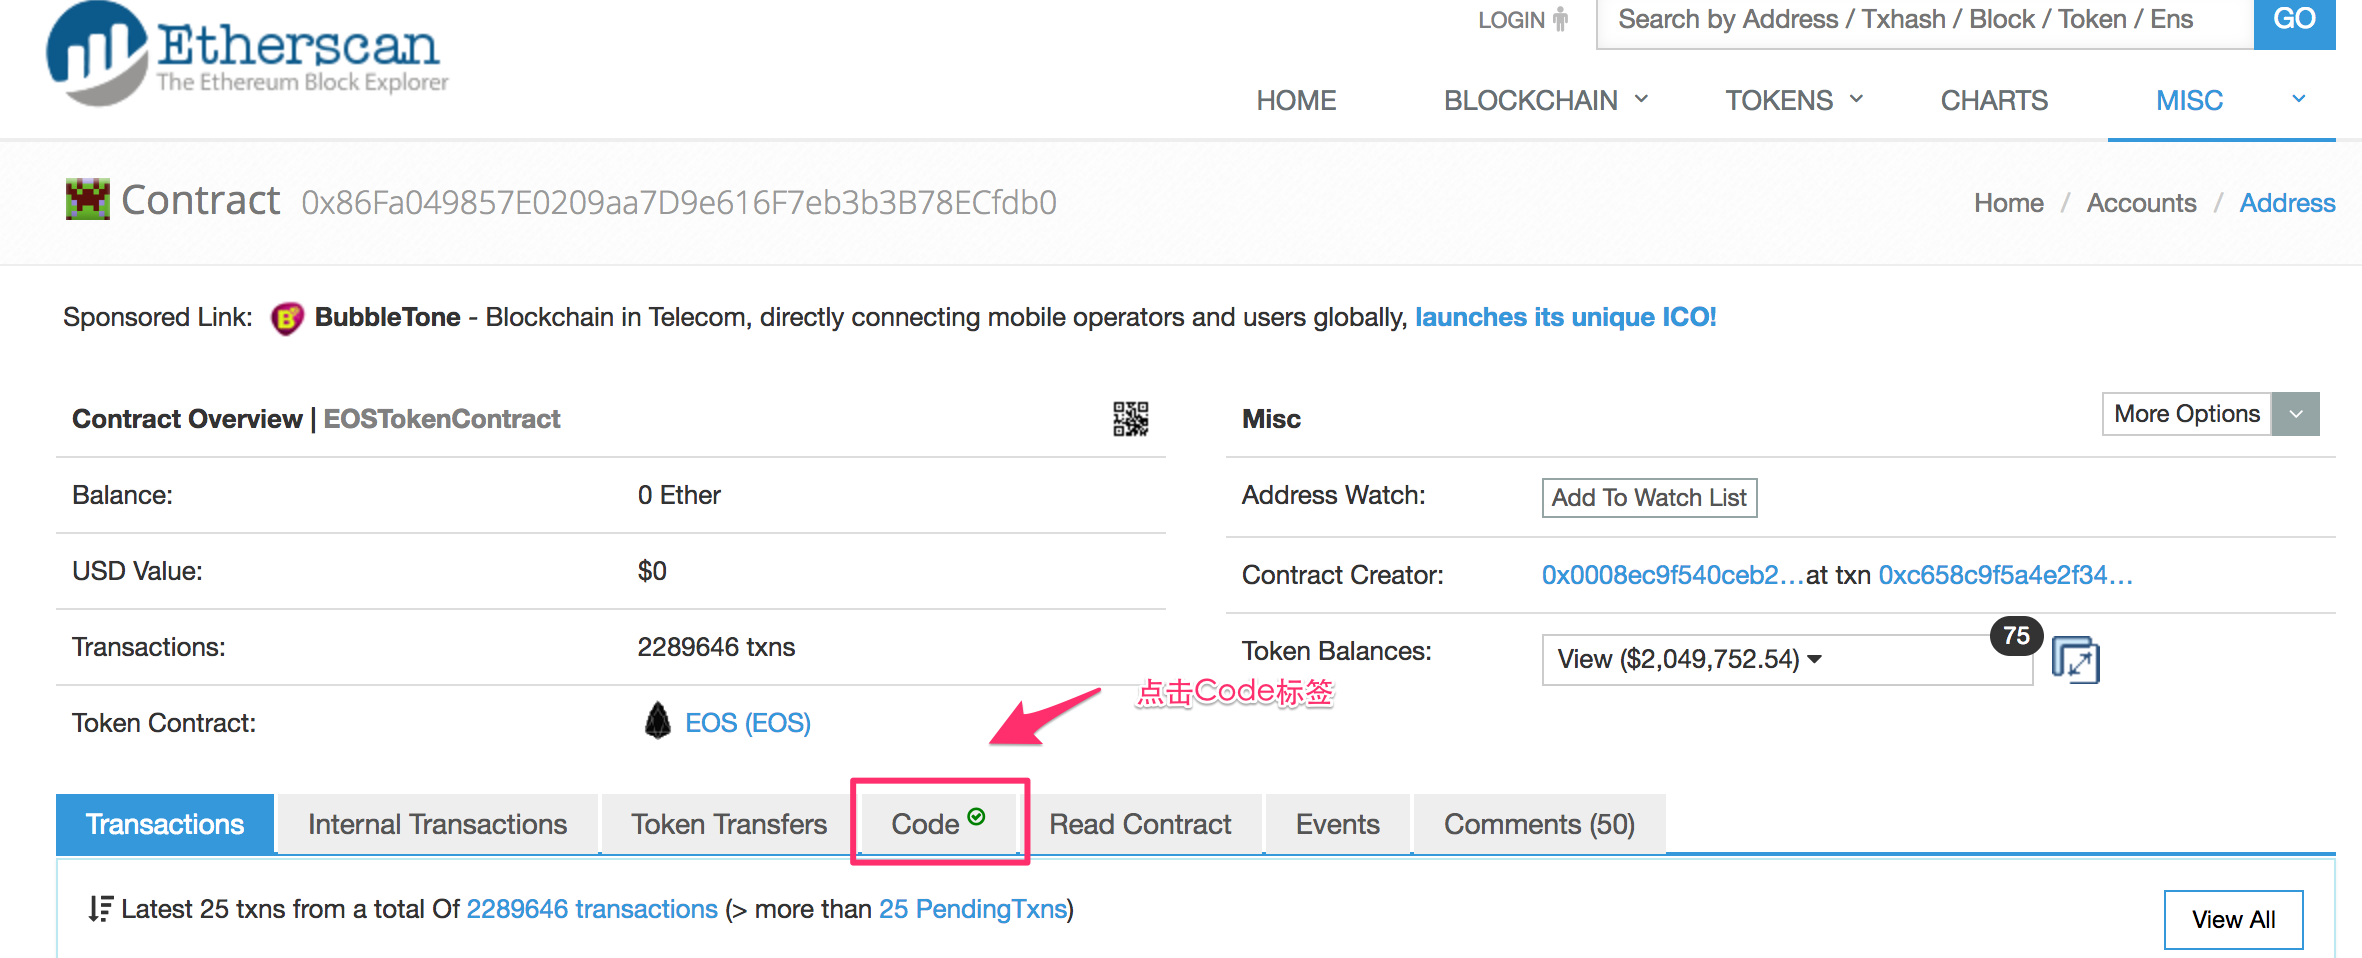 LOGIN
Search by Address / Txhash / Block / Token / Ens
GO
Etherscan
The Ethereum Block Explorer
HOME
BLOCKCHAIN
TOKENS
CHARTS
MISC
Contract 0x86Fa049857E0209aa7D9e616F7eb3b3B78ECfdb0
Home / Accounts / Address
Sponsored Link: BubbleTone - Blockchain in Telecom, directly connecting mobile operators and users globally, launches its unique ICO!
Contract Overview | EOSTokenContract
Balance: 0 Ether
USD Value: $0
Transactions: 2289646 txns
Token Contract: EOS (EOS)
Misc
More Options
Address Watch: Add To Watch List
Contract Creator: 0x0008ec9f540ceb2...at txn 0xc658c9f5a4e2f34...
Token Balances: View ($2,049,752.54) 75
点击Code标签
Transactions
Internal Transactions
Token Transfers
Code
Read Contract
Events
Comments (50)
Latest 25 txns from a total Of 2289646 transactions (> more than 25 PendingTxns)
View All